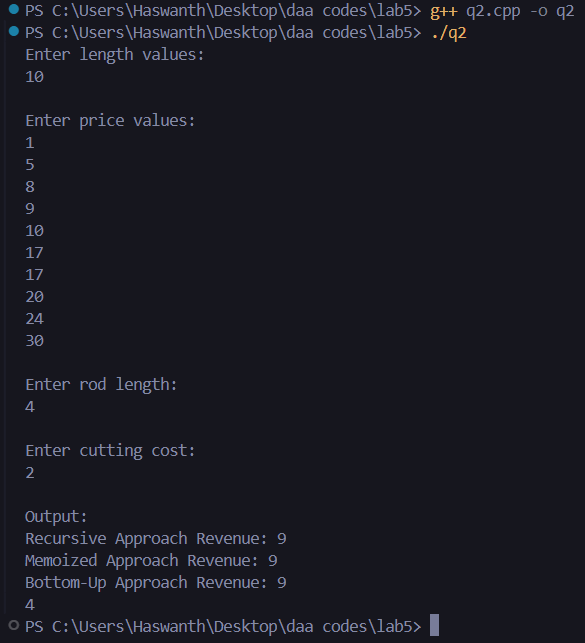 PS C:\Users\Haswanth\Desktop\daa codes\lab5> g++ q2.cpp -o q2
PS C:\Users\Haswanth\Desktop\daa codes\lab5> ./q2
Enter length values:
10
Enter price values:
1
5
8
9
10
17
17
20
24
30
Enter rod length:
4
Enter cutting cost:
2
Output:
Recursive Approach Revenue: 9
Memoized Approach Revenue: 9
Bottom-Up Approach Revenue: 9
4
PS C:\Users\Haswanth\Desktop\daa codes\lab5>